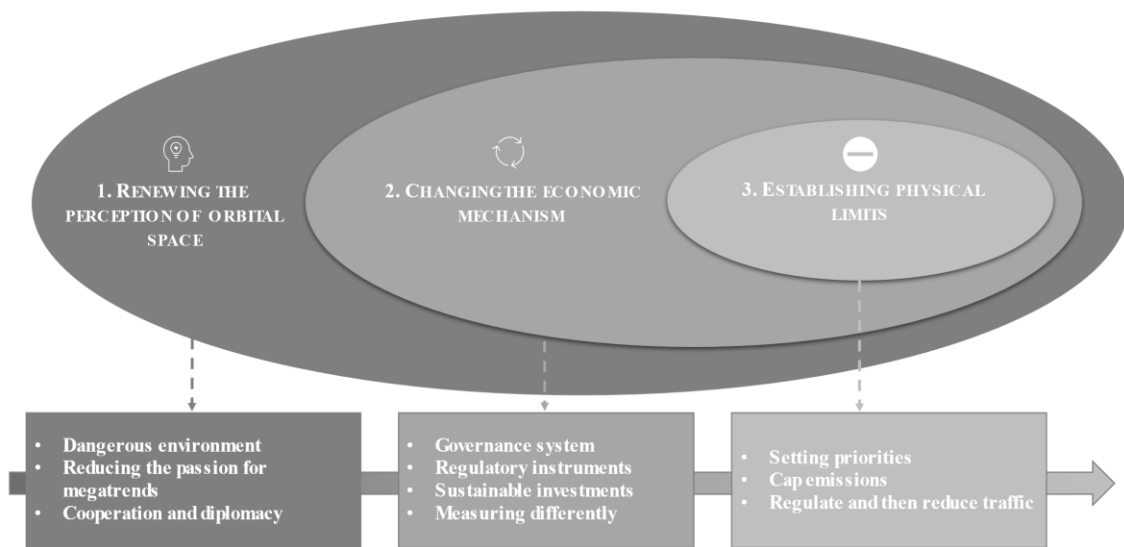 1. RENEWING THE
PERCEPTION OF ORBITAL
SPACE
2. CHANGING THE ECONOMIC
MECHANISM
3. ESTABLISHING PHYSICAL
LIMITS
• Dangerous environment
• Reducing the passion for
megatrends
• Cooperation and diplomacy
• Governance system
• Regulatory instruments
• Sustainable investments
• Measuring differently
• Setting priorities
• Cap emissions
• Regulate and then reduce traffic